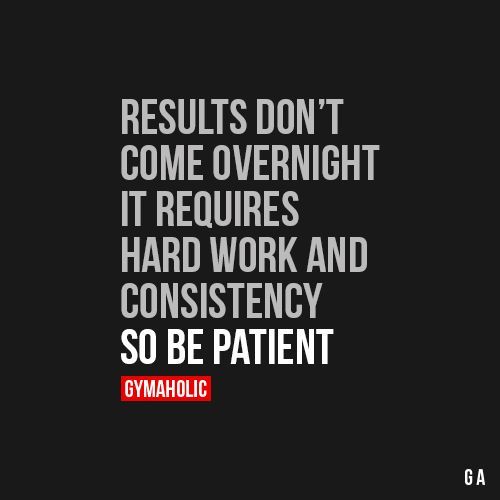 RESULTS DON'T
COME OVERNIGHT
IT REQUIRES
HARD WORK AND
CONSISTENCY
SO BE PATIENT
GYMAHOLIC
GA